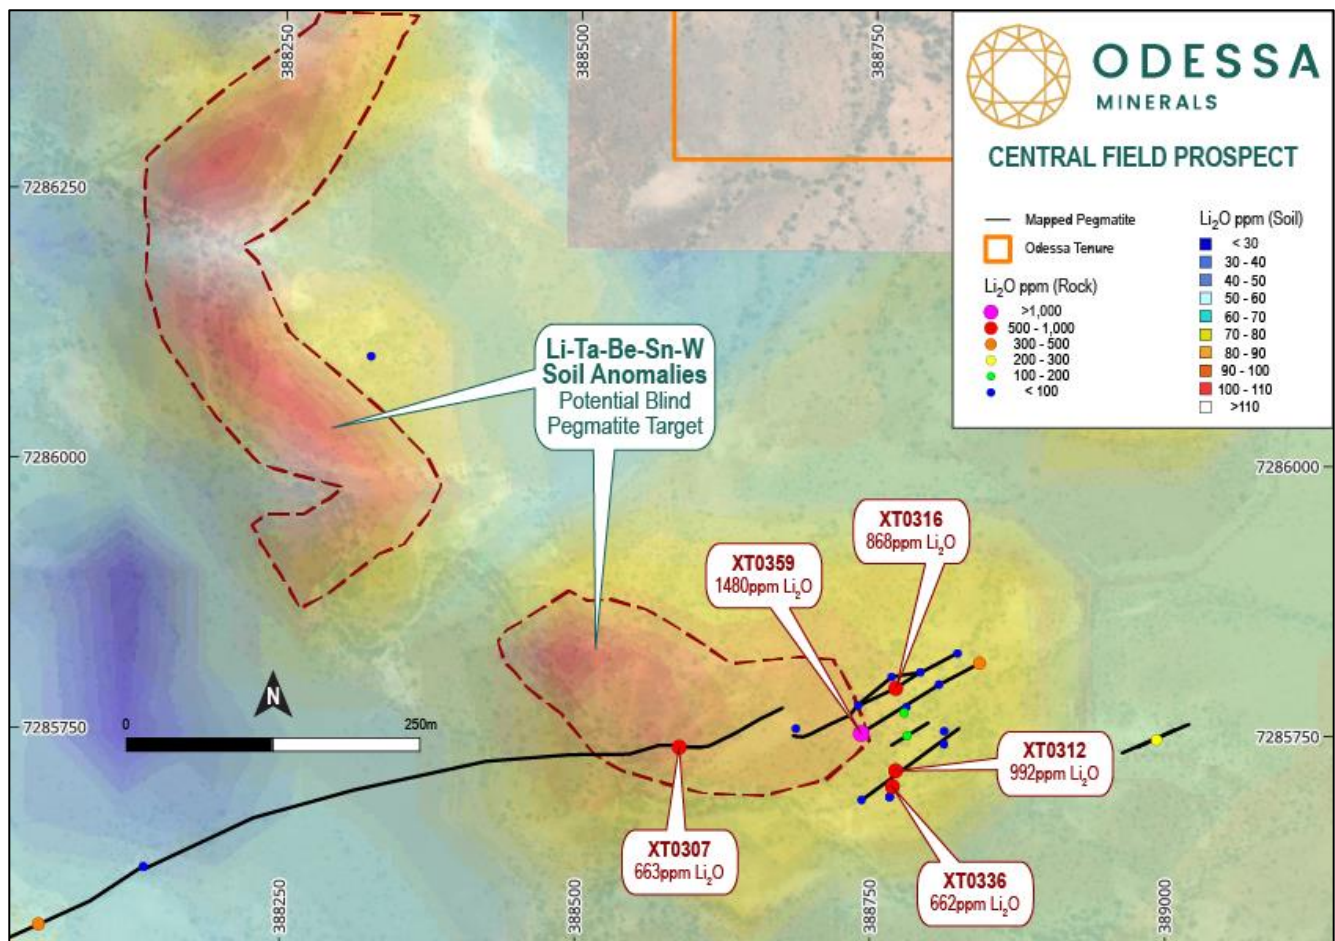 388250
388500
388750
ODESSA
MINERALS
CENTRAL FIELD PROSPECT
Mapped Pegmatite
Odessa Tenure
Li₂O ppm (Rock)
>1,000
500 - 1,000
300 - 500
200 - 300
100 - 200
< 100
Li₂O ppm (Soil)
< 30
30 - 40
40 - 50
50 - 60
60 - 70
70 - 80
80 - 90
90 - 100
100 - 110
>110
7286250
Li-Ta-Be-Sn-W
Soil Anomalies
Potential Blind
Pegmatite Target
7286000
7286000
XT0316
868ppm Li₂O
XT0359
1480ppm Li₂O
N
0
250m
7285750
7285750
XT0312
992ppm Li₂O
XT0307
663ppm Li₂O
XT0336
662ppm Li₂O
388250
388500
388750
389000